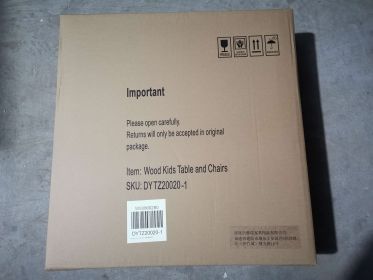 Important
Please open carefully.
Returns will only be accepted in original
package.
Item: Wood Kids Table and Chairs
SKU: DYTZ20020-1
DYTZ20020-1